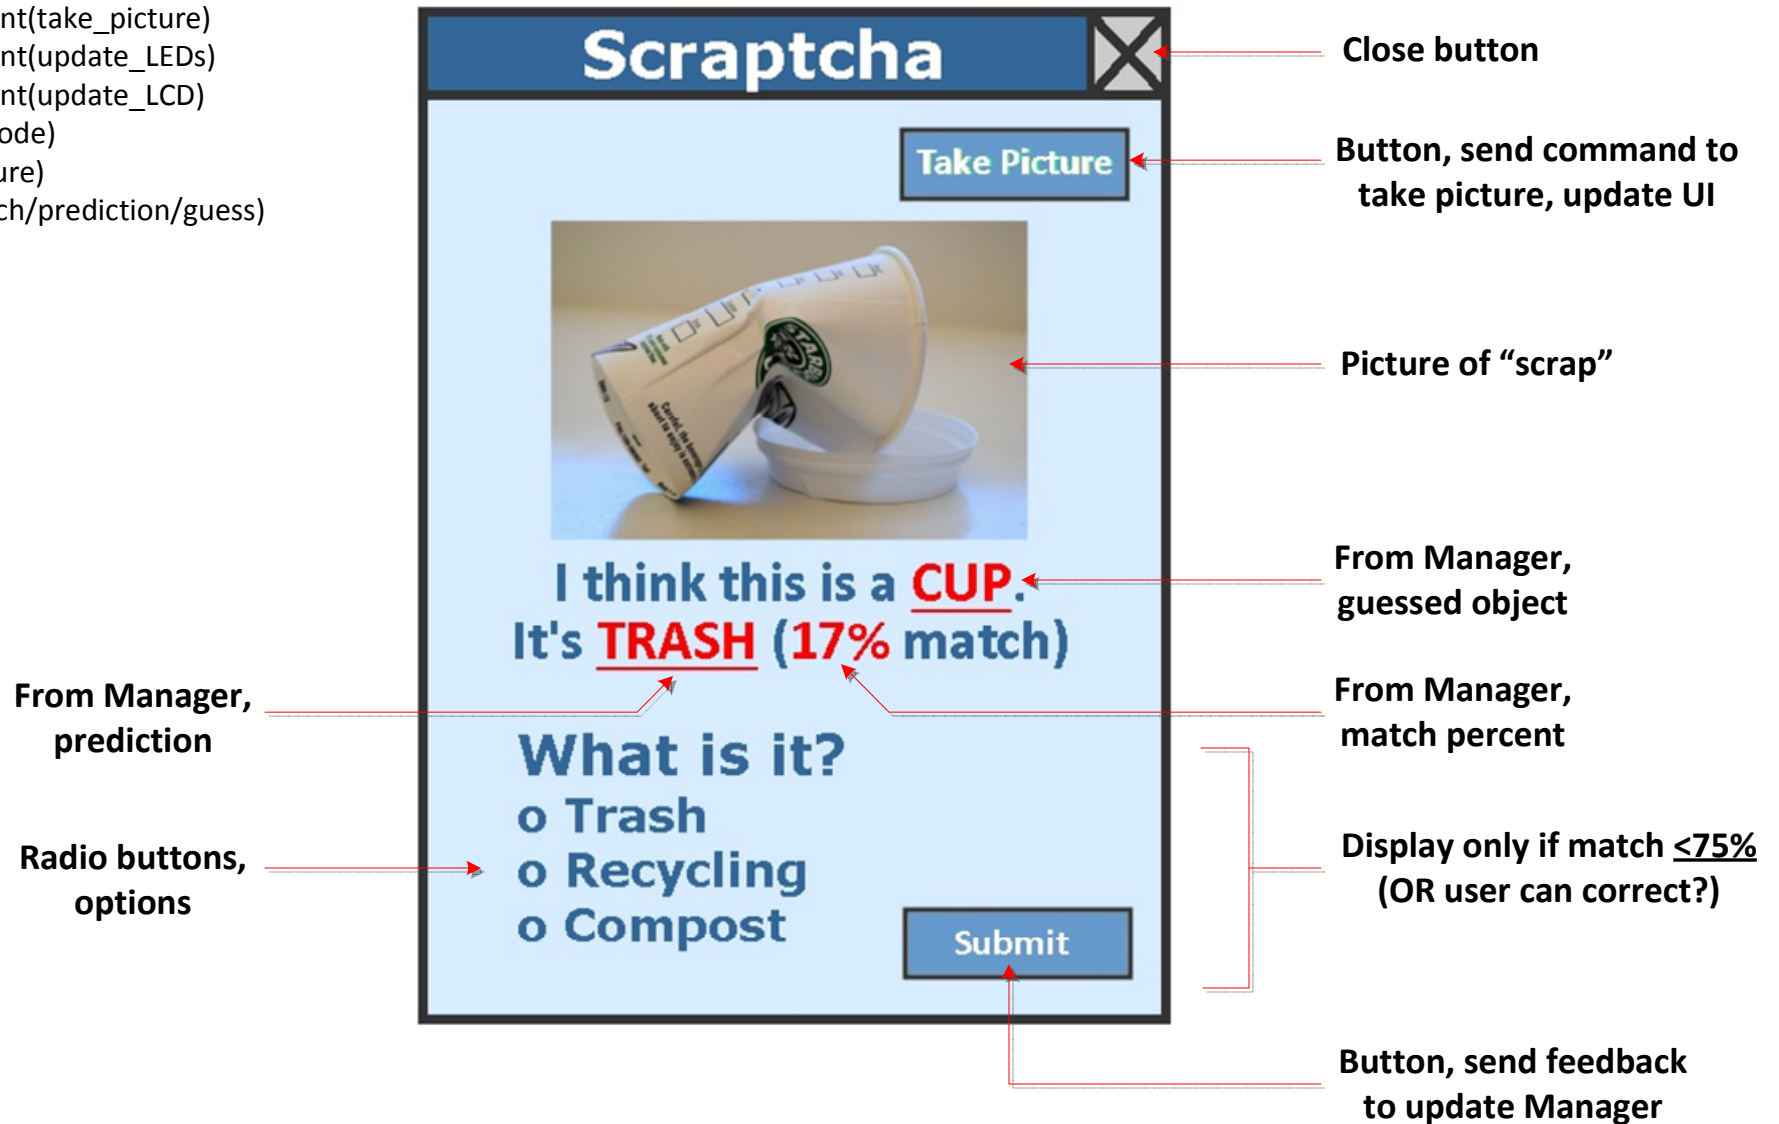 nt(take_picture)
nt(update_LEDs)
nt(update_LCD)
ode)
ure)
ch/prediction/guess)
Scraptcha
Close button
Take Picture
Button, send command to
take picture, update UI
STAR
Careful, the
Picture of “scrap”
I think this is a CUP.
It's TRASH (17% match)
From Manager,
guessed object
From Manager,
match percent
From Manager,
prediction
What is it?
o Trash
o Recycling
o Compost
Radio buttons,
options
Display only if match <75%
(OR user can correct?)
Submit
Button, send feedback
to update Manager